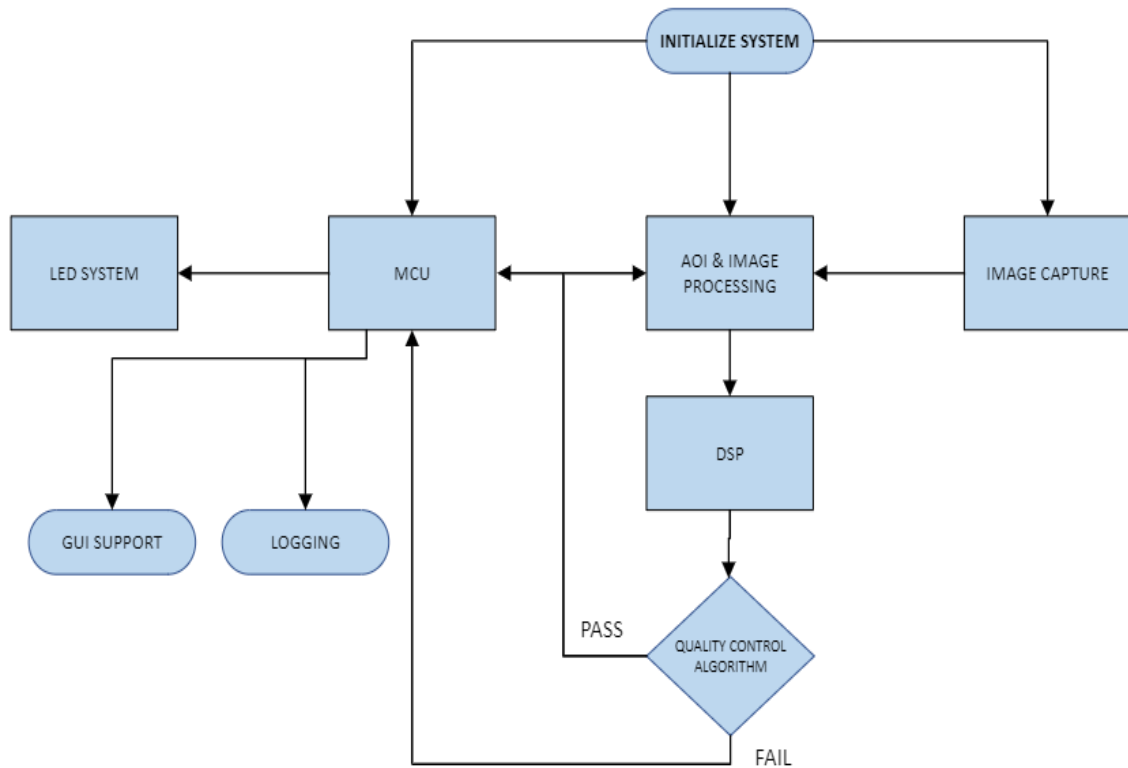 INITIALIZE SYSTEM
LED SYSTEM
MCU
AOI & IMAGE
PROCESSING
IMAGE CAPTURE
DSP
GUI SUPPORT
LOGGING
PASS
QUALITY CONTROL
ALGORITHM
FAIL